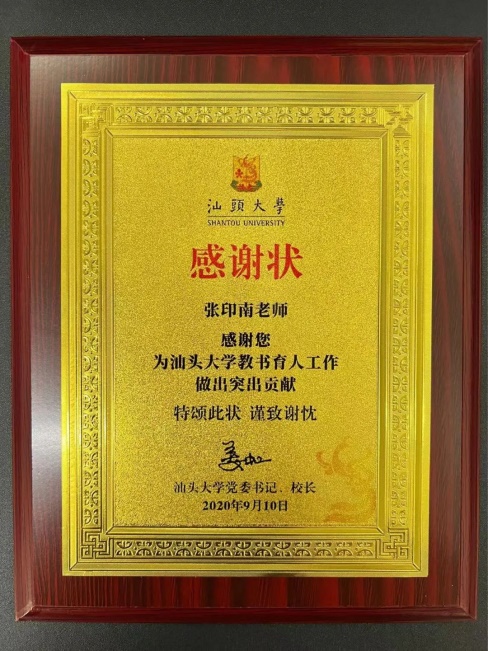 汕頭大學
SHANTOU UNIVERSITY
感谢状
张印南老师
感谢您
为汕头大学教书育人工作
做出突出贡献
特颁此状 谨致谢忱
汕头大学党委书记、校长
2020年9月10日